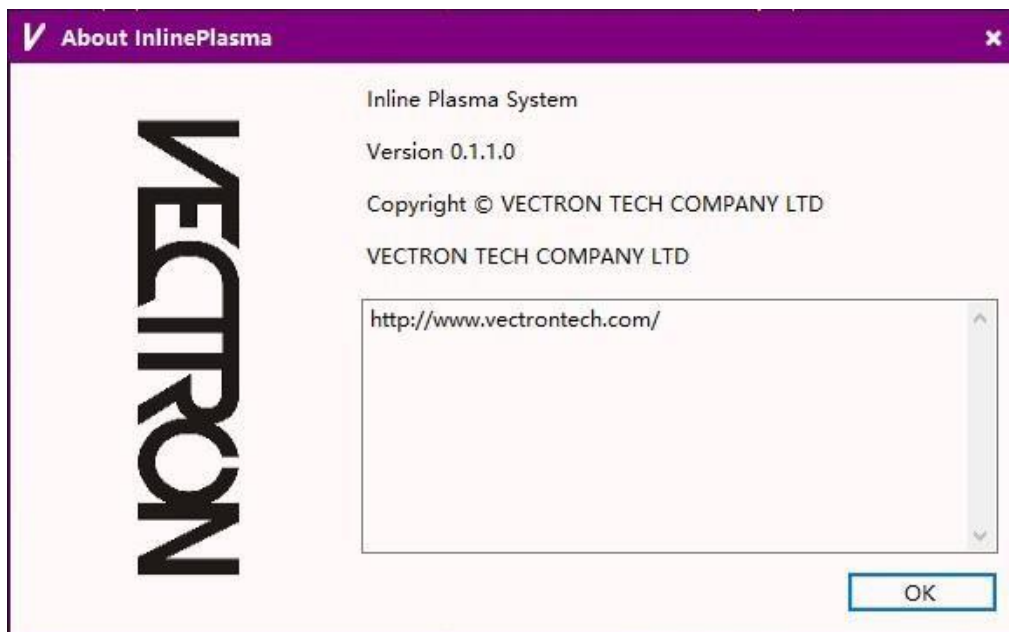 V About InlinePlasma
VECTRON
Inline Plasma System
Version 0.1.1.0
Copyright © VECTRON TECH COMPANY LTD
VECTRON TECH COMPANY LTD
http://www.vectrontech.com/
OK